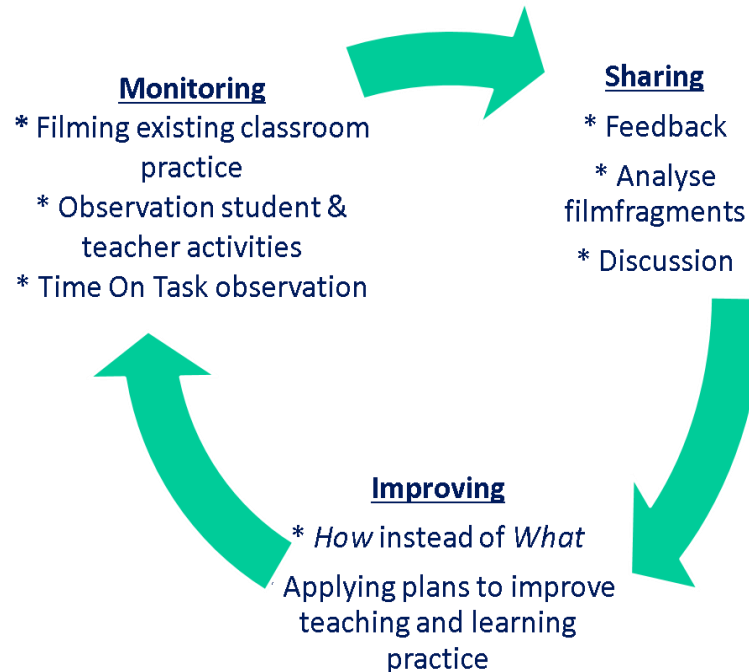 Monitoring
* Filming existing classroom
practice
* Observation student &
teacher activities
* Time On Task observation
Sharing
* Feedback
* Analyse
filmfragments
* Discussion
Improving
* How instead of What
Applying plans to improve
teaching and learning
practice